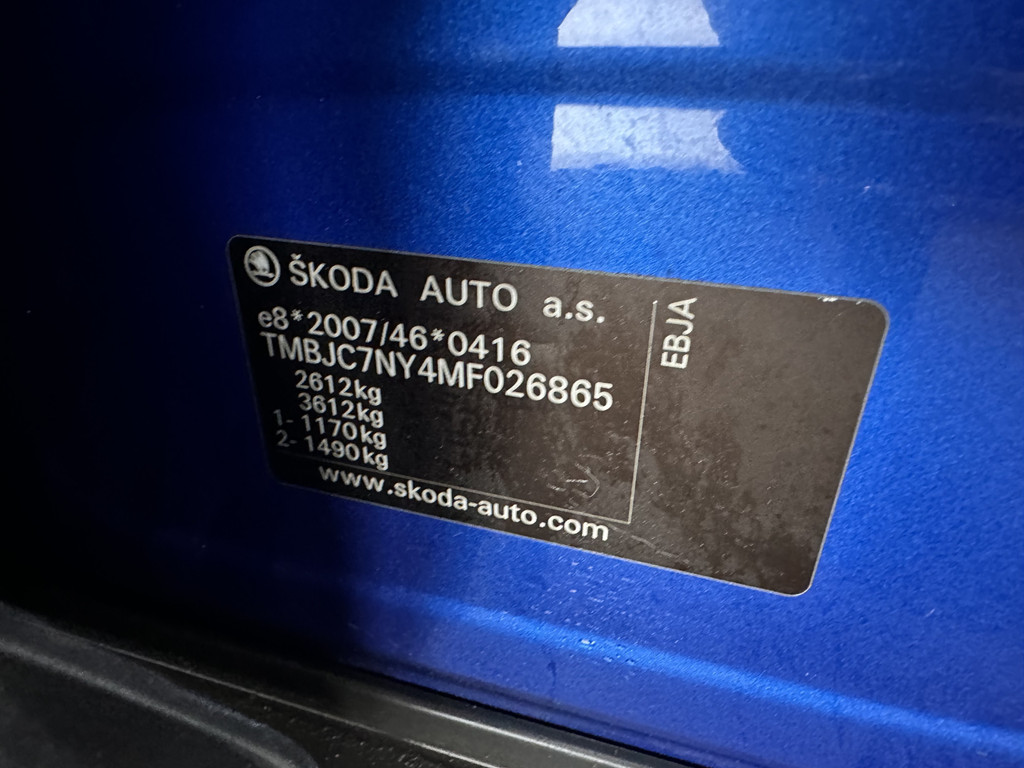 ŠKODA AUTO a.s.
e8*2007/46*0416
TMBJC7NY4MF026865
2612kg
3612kg
1- 1170kg
2- 1490kg
www.skoda-auto.com
EBJA